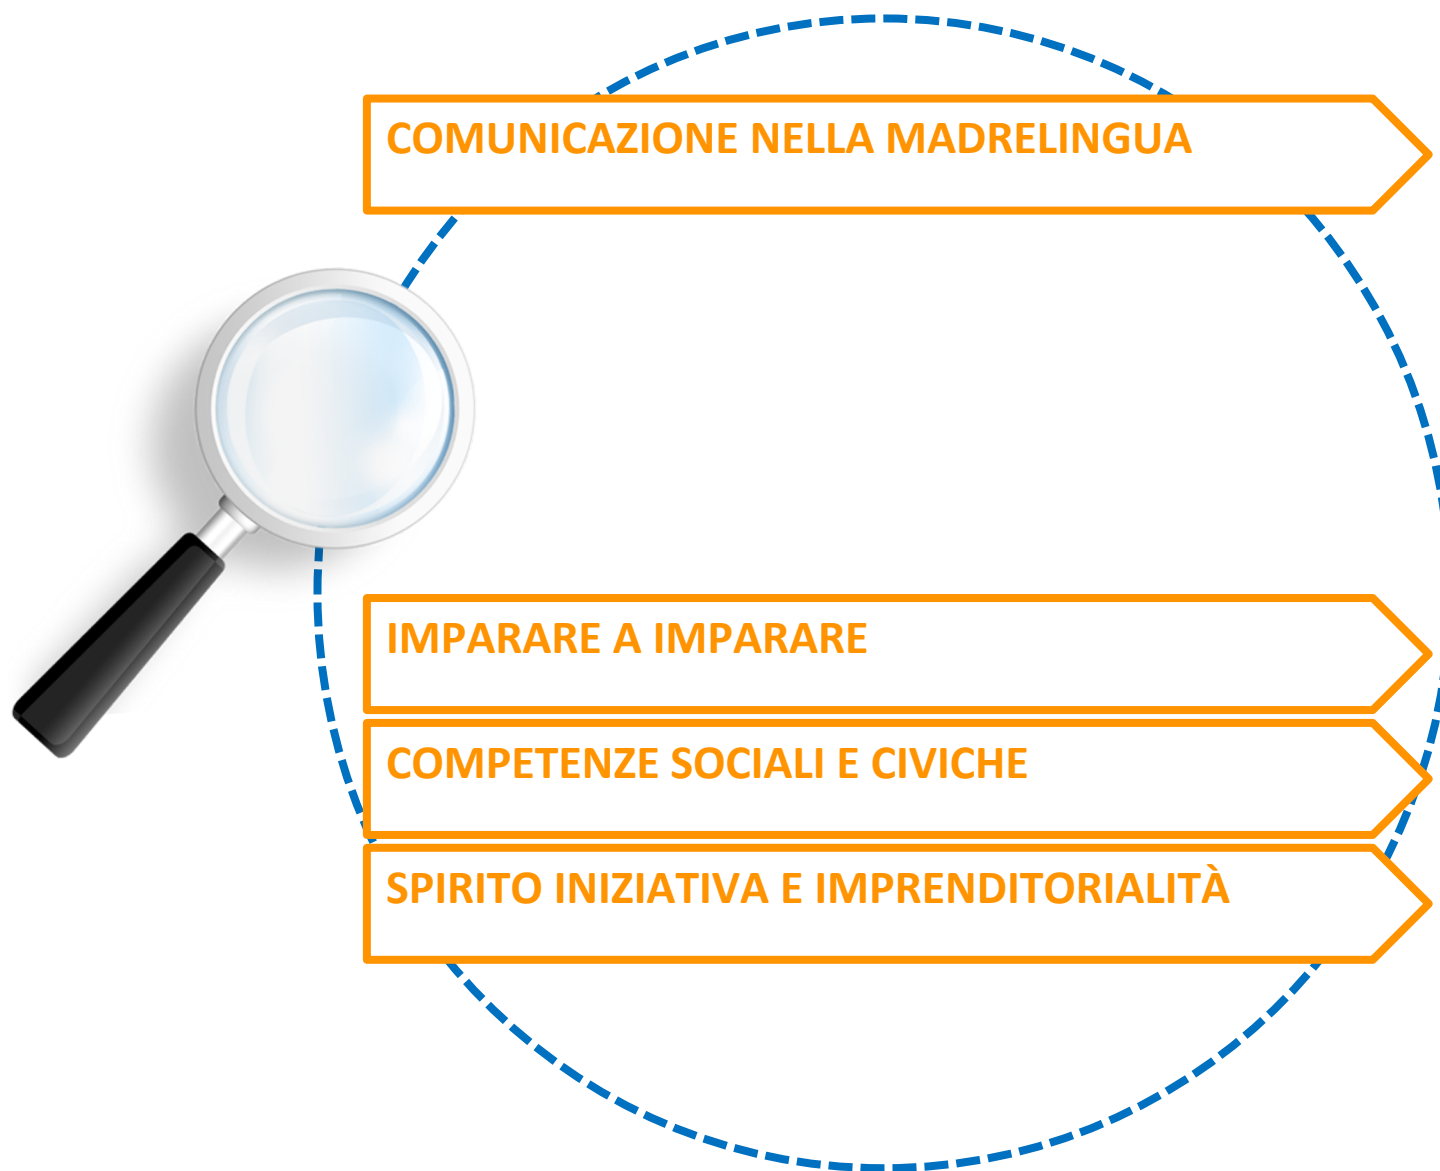 COMUNICAZIONE NELLA MADRELINGUA
IMPARARE A IMPARARE
COMPETENZE SOCIALI E CIVICHE
SPIRITO INIZIATIVA E IMPRENDITORIALITÀ